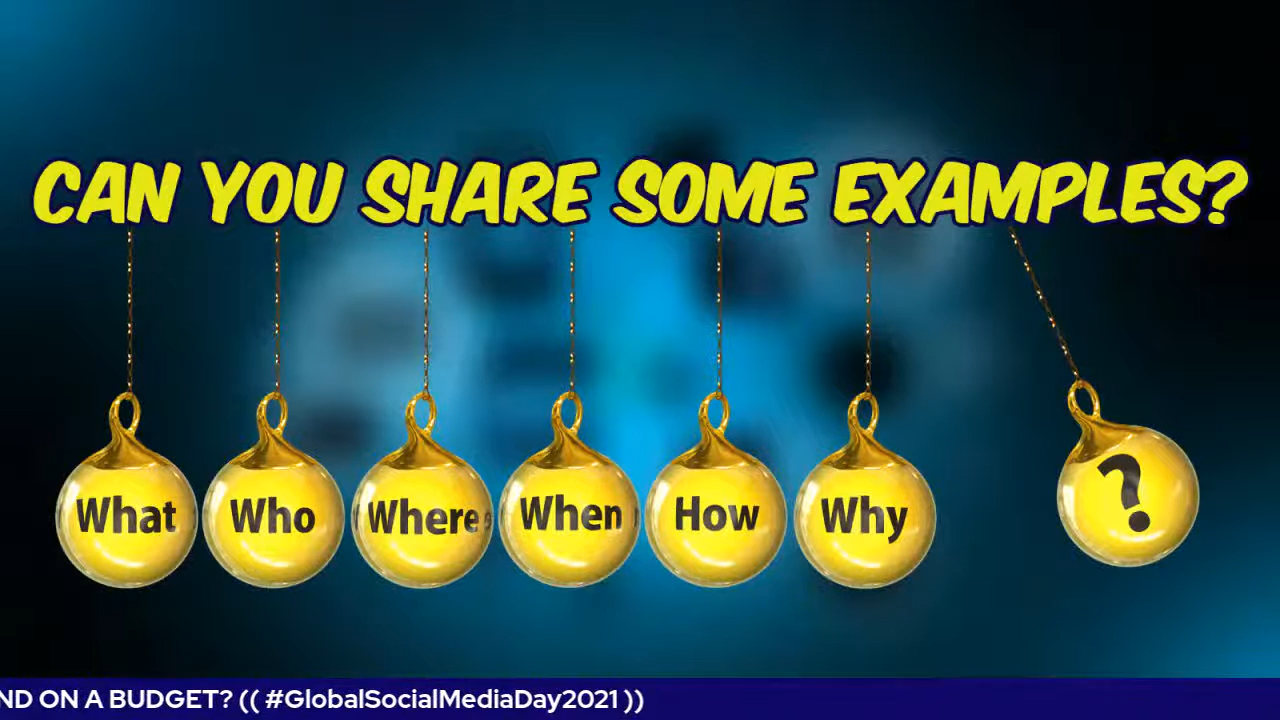 CAN YOU SHARE SOME EXAMPLES?
What Who Where When How Why ?
ND ON A BUDGET? (( #GlobalSocialMediaDay2021 ))